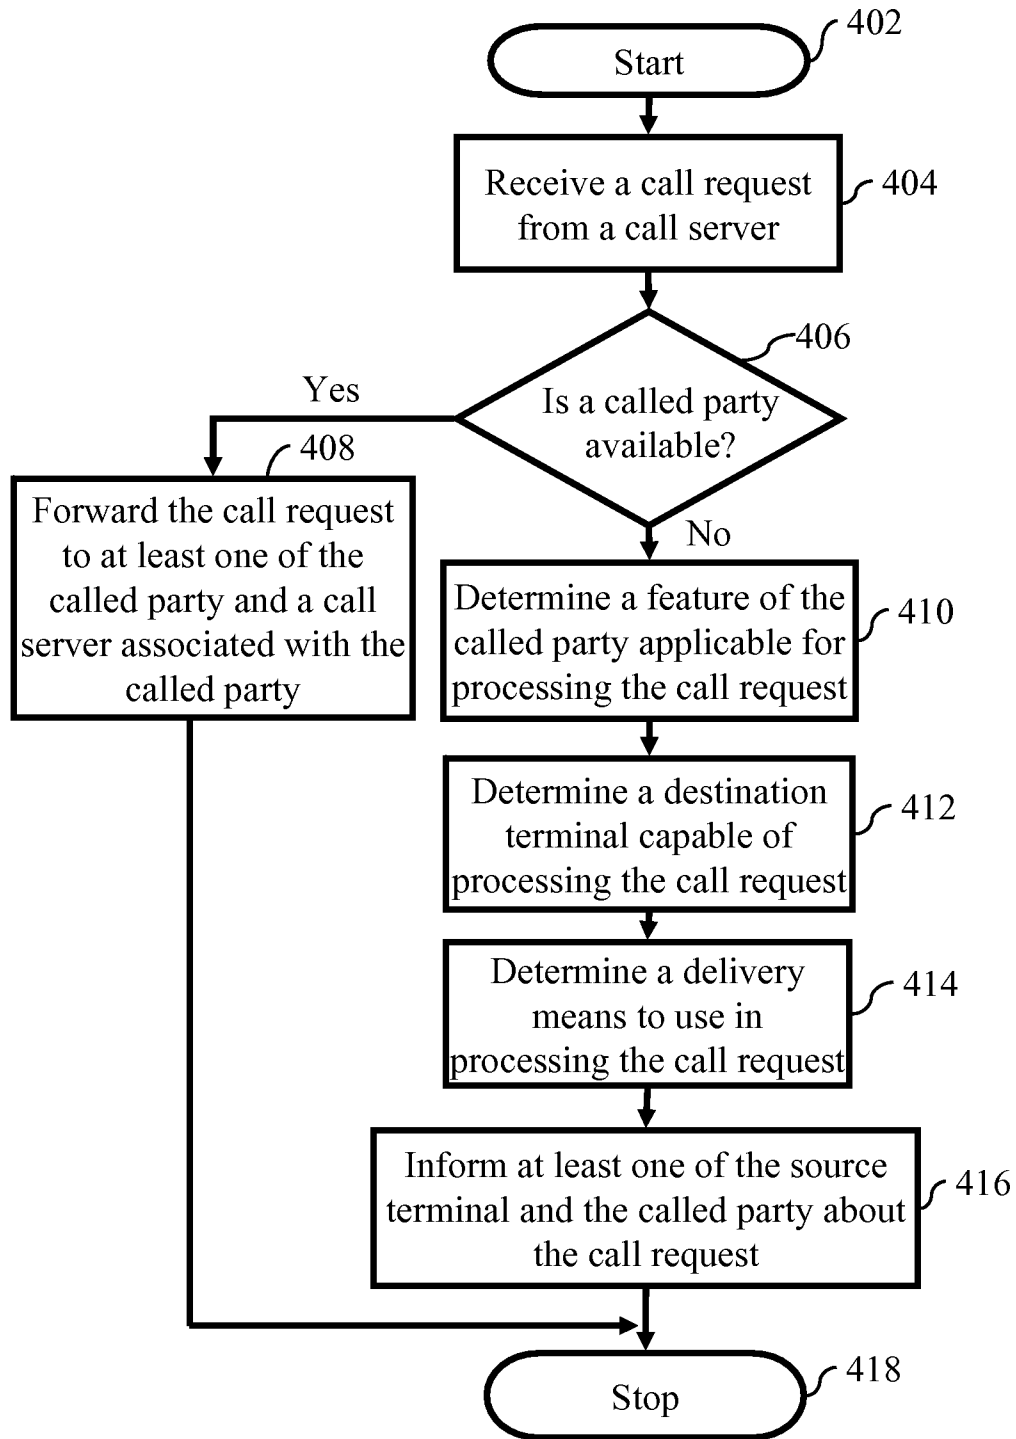 402
Start
Receive a call request
from a call server
404
406
Is a called party
available?
Yes
408
Forward the call request
to at least one of the
called party and a call
server associated with the
called party
No
Determine a feature of the
called party applicable for
processing the call request
410
Determine a destination
terminal capable of
processing the call request
412
Determine a delivery
means to use in
processing the call request
414
Inform at least one of the source
terminal and the called party about
the call request
416
Stop
418